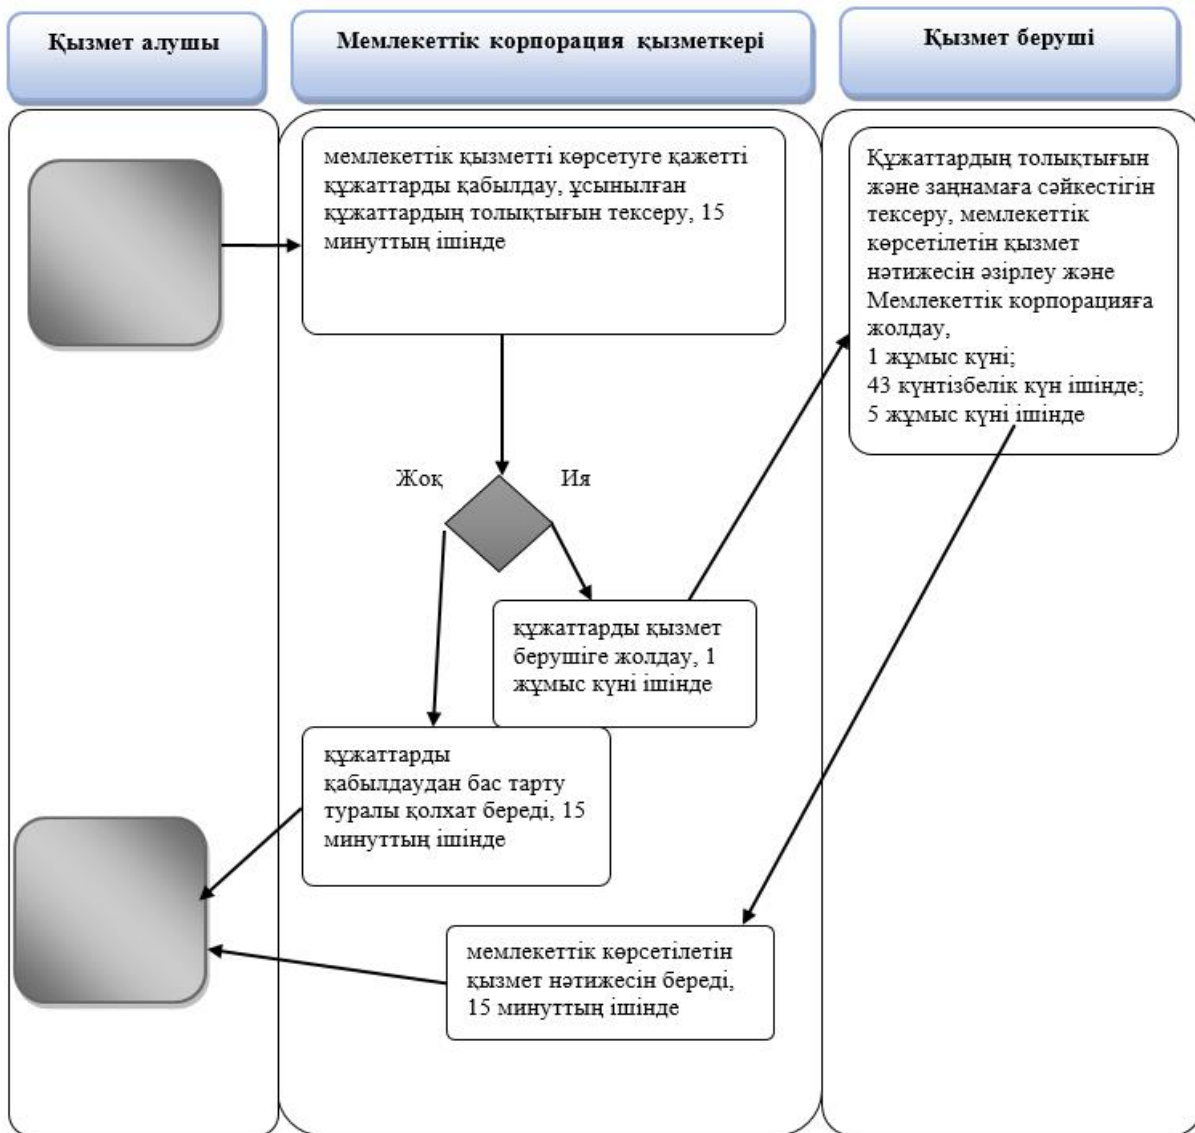 Қызмет алушы
Мемлекеттік корпорация қызметкері
Қызмет беруші
мемлекеттік қызметті көрсетуге қажетті
құжаттарды қабылдау, ұсынылған
құжаттардың толықтығын тексеру, 15
минуттың ішінде
Құжаттардың толықтығын
және заңнамаға сәйкестігін
тексеру, мемлекеттік
көрсетілетін қызмет
нәтижесін әзірлеу және
Мемлекеттік корпорацияға
жолдау,
1 жұмыс күні;
43 күнтізбелік күн ішінде;
5 жұмыс күні ішінде
Жоқ
Ия
құжаттарды қызмет
берушіге жолдау, 1
жұмыс күні ішінде
құжаттарды
қабылдаудан бас тарту
туралы қолхат береді, 15
минуттың ішінде
мемлекеттік көрсетілетін
қызмет нәтижесін береді,
15 минуттың ішінде